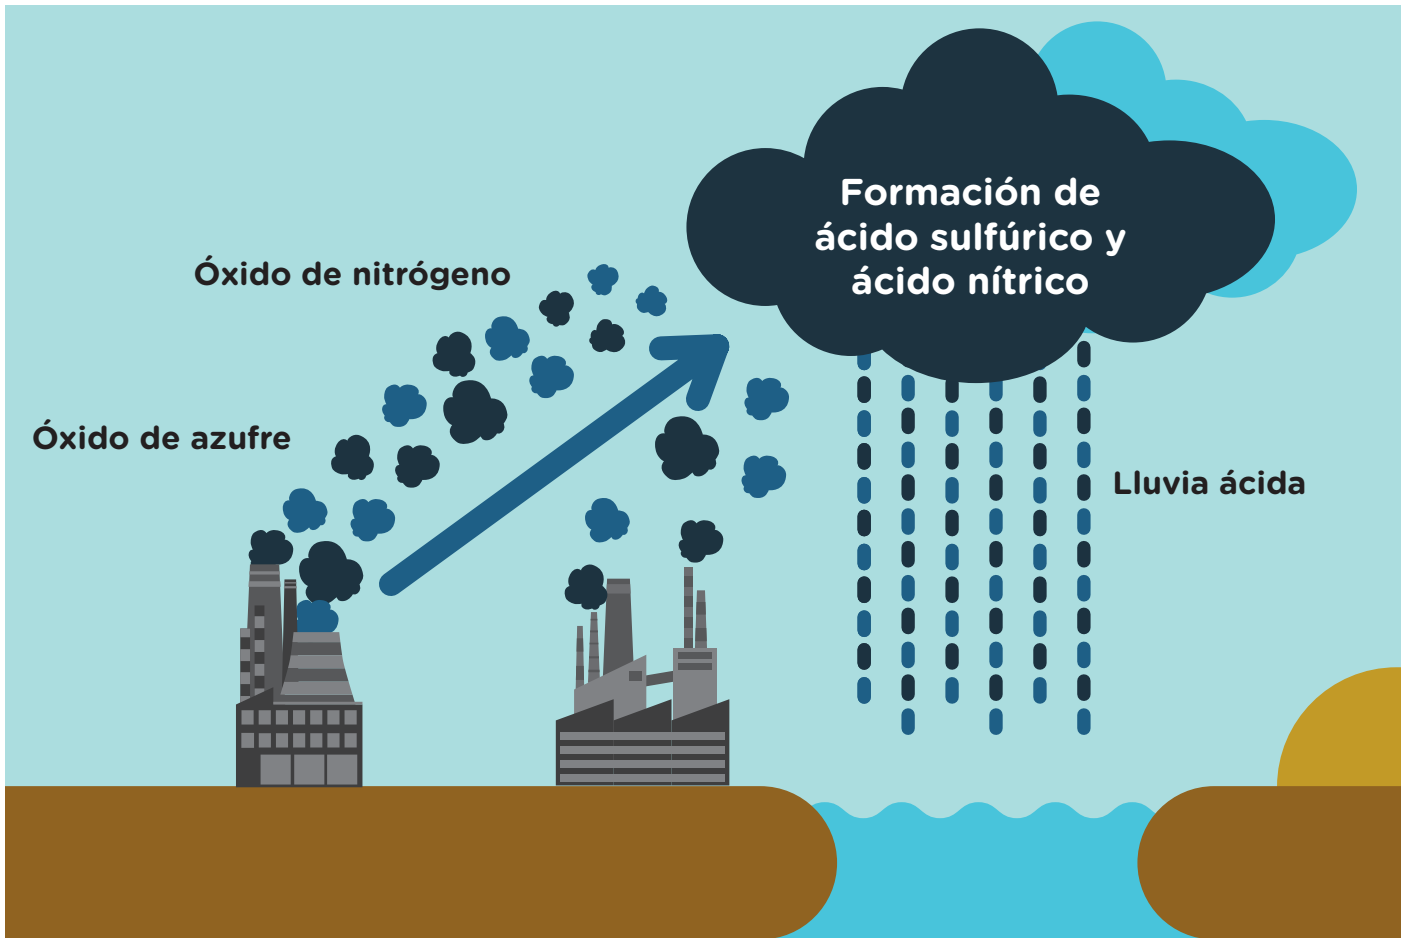 Formación de
ácido sulfúrico y
ácido nítrico
Óxido de nitrógeno
Óxido de azufre
Lluvia ácida